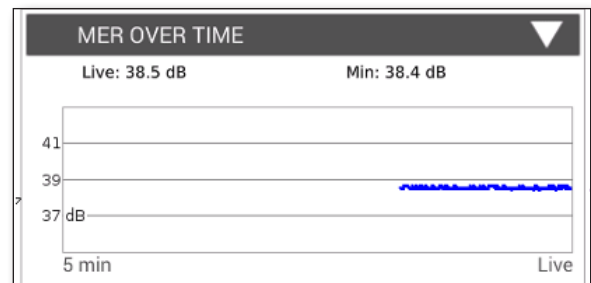 MER OVER TIME
Live: 38.5 dB Min: 38.4 dB
41
39
37 dB
5 min Live